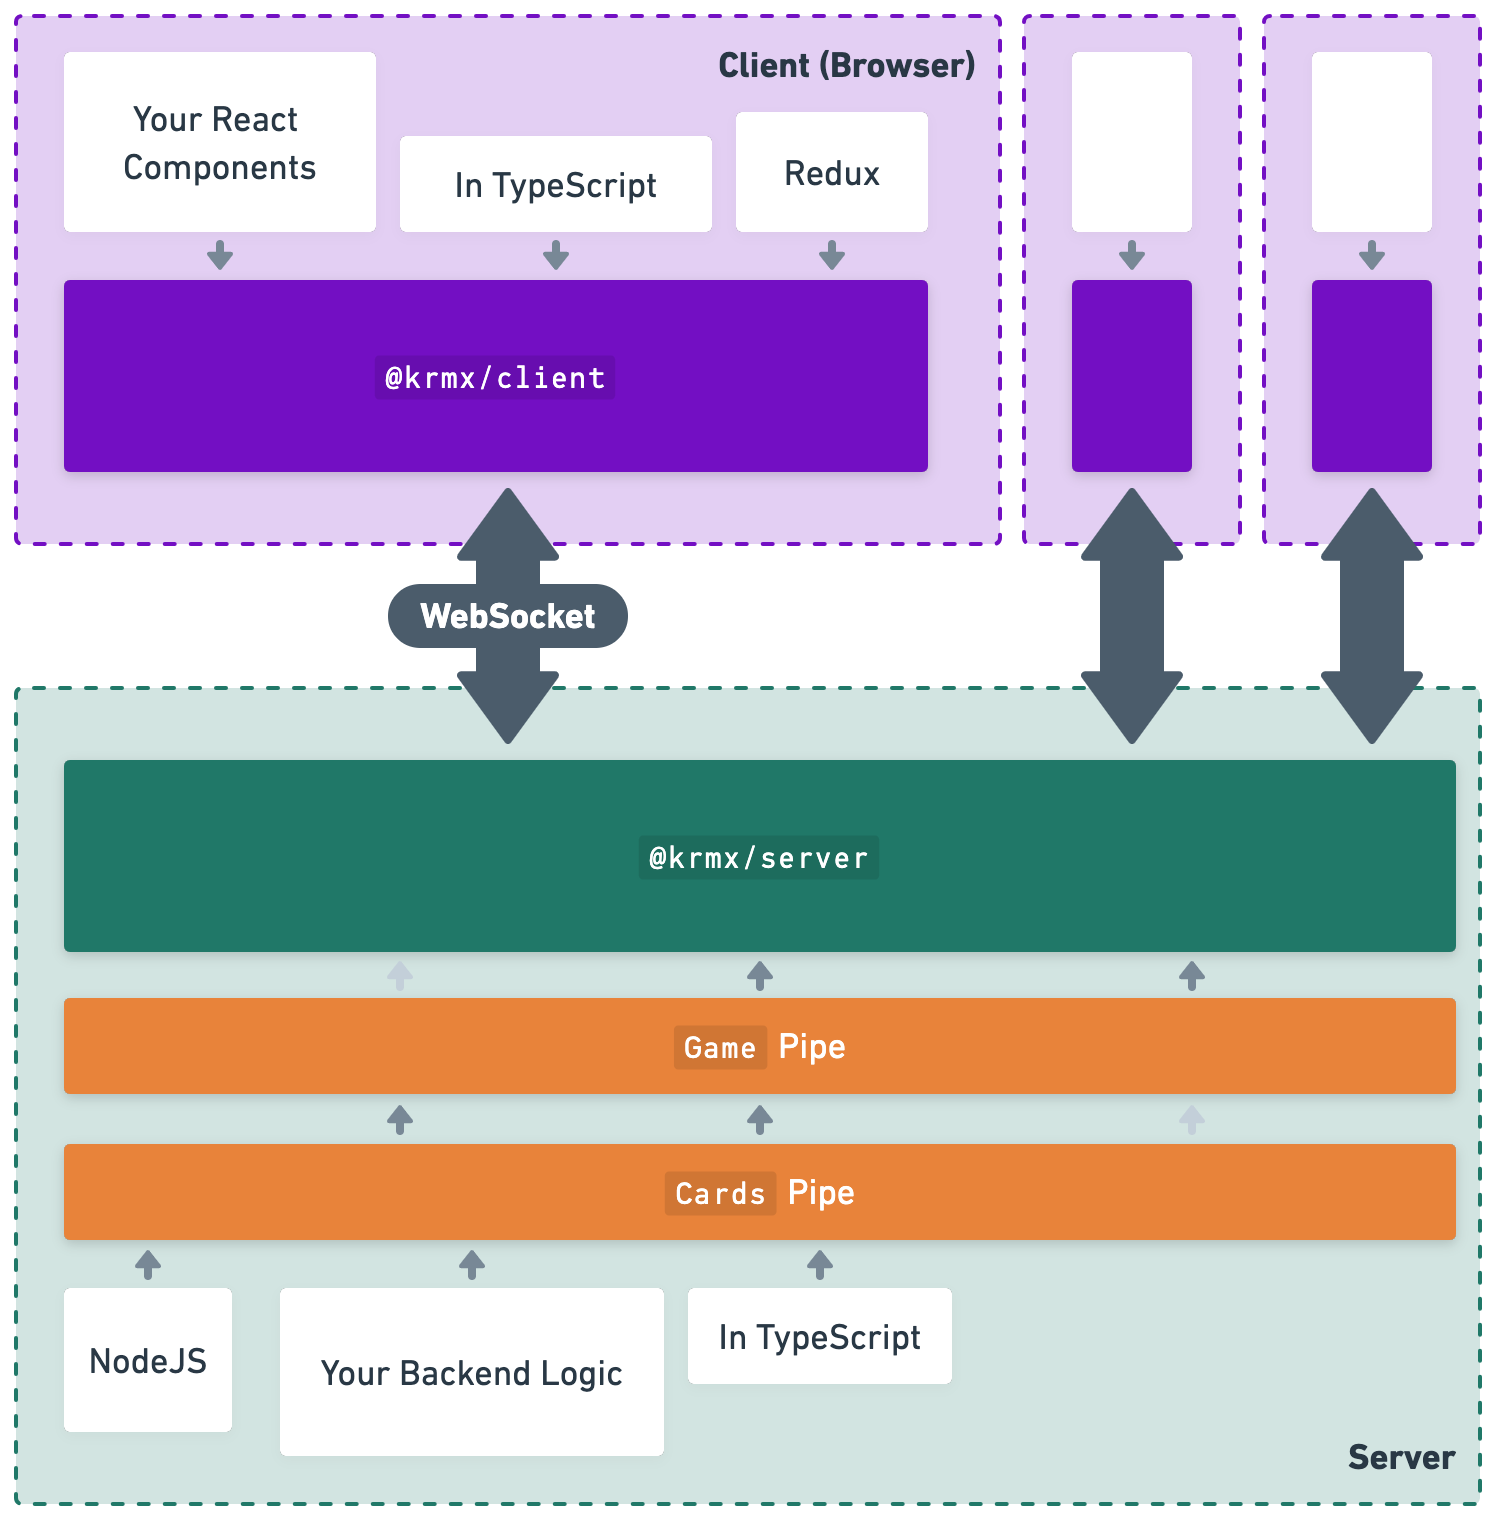 Client (Browser)
Your React
Components
In TypeScript
Redux
@krmx/client
WebSocket
@krmx/server
Game Pipe
Cards Pipe
NodeJS
Your Backend Logic
In TypeScript
Server